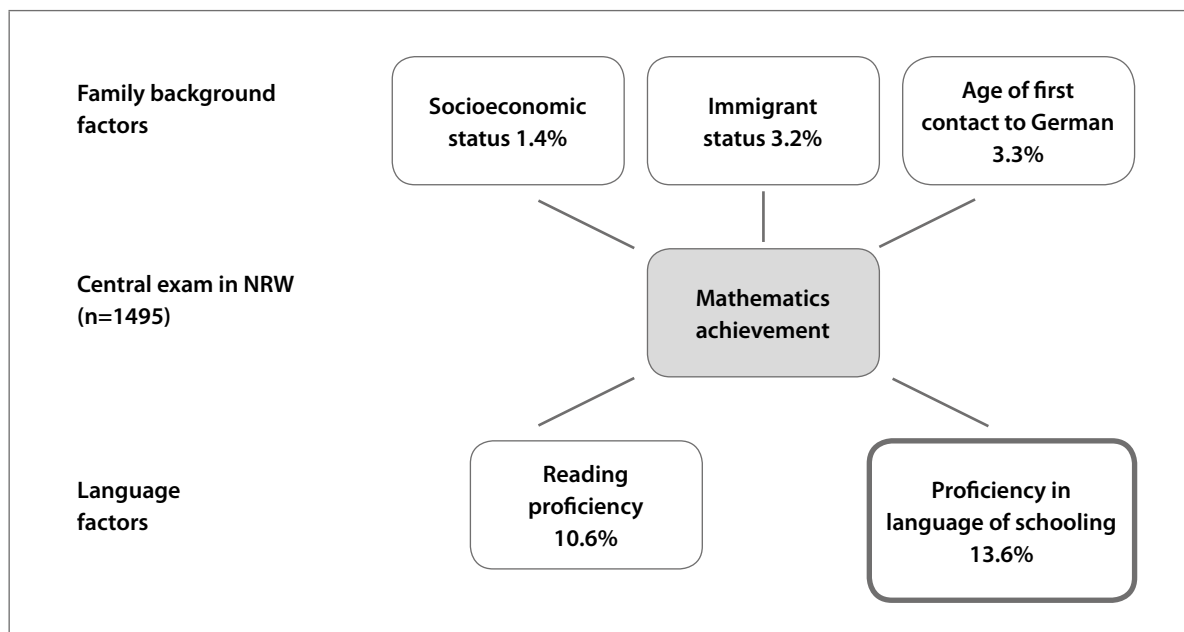 Family background
factors
Socioeconomic
status 1.4%
Immigrant
status 3.2%
Age of first
contact to German
3.3%
Central exam in NRW
(n=1495)
Mathematics
achievement
Language
factors
Reading
proficiency
10.6%
Proficiency in
language of schooling
13.6%